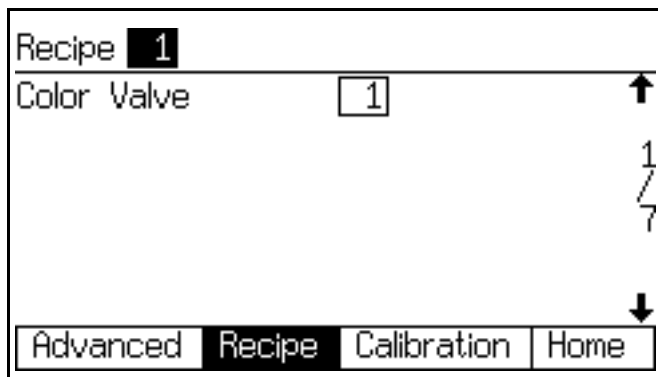 Recipe 1
Color Valve 1
1
/
7
Advanced Recipe Calibration Home